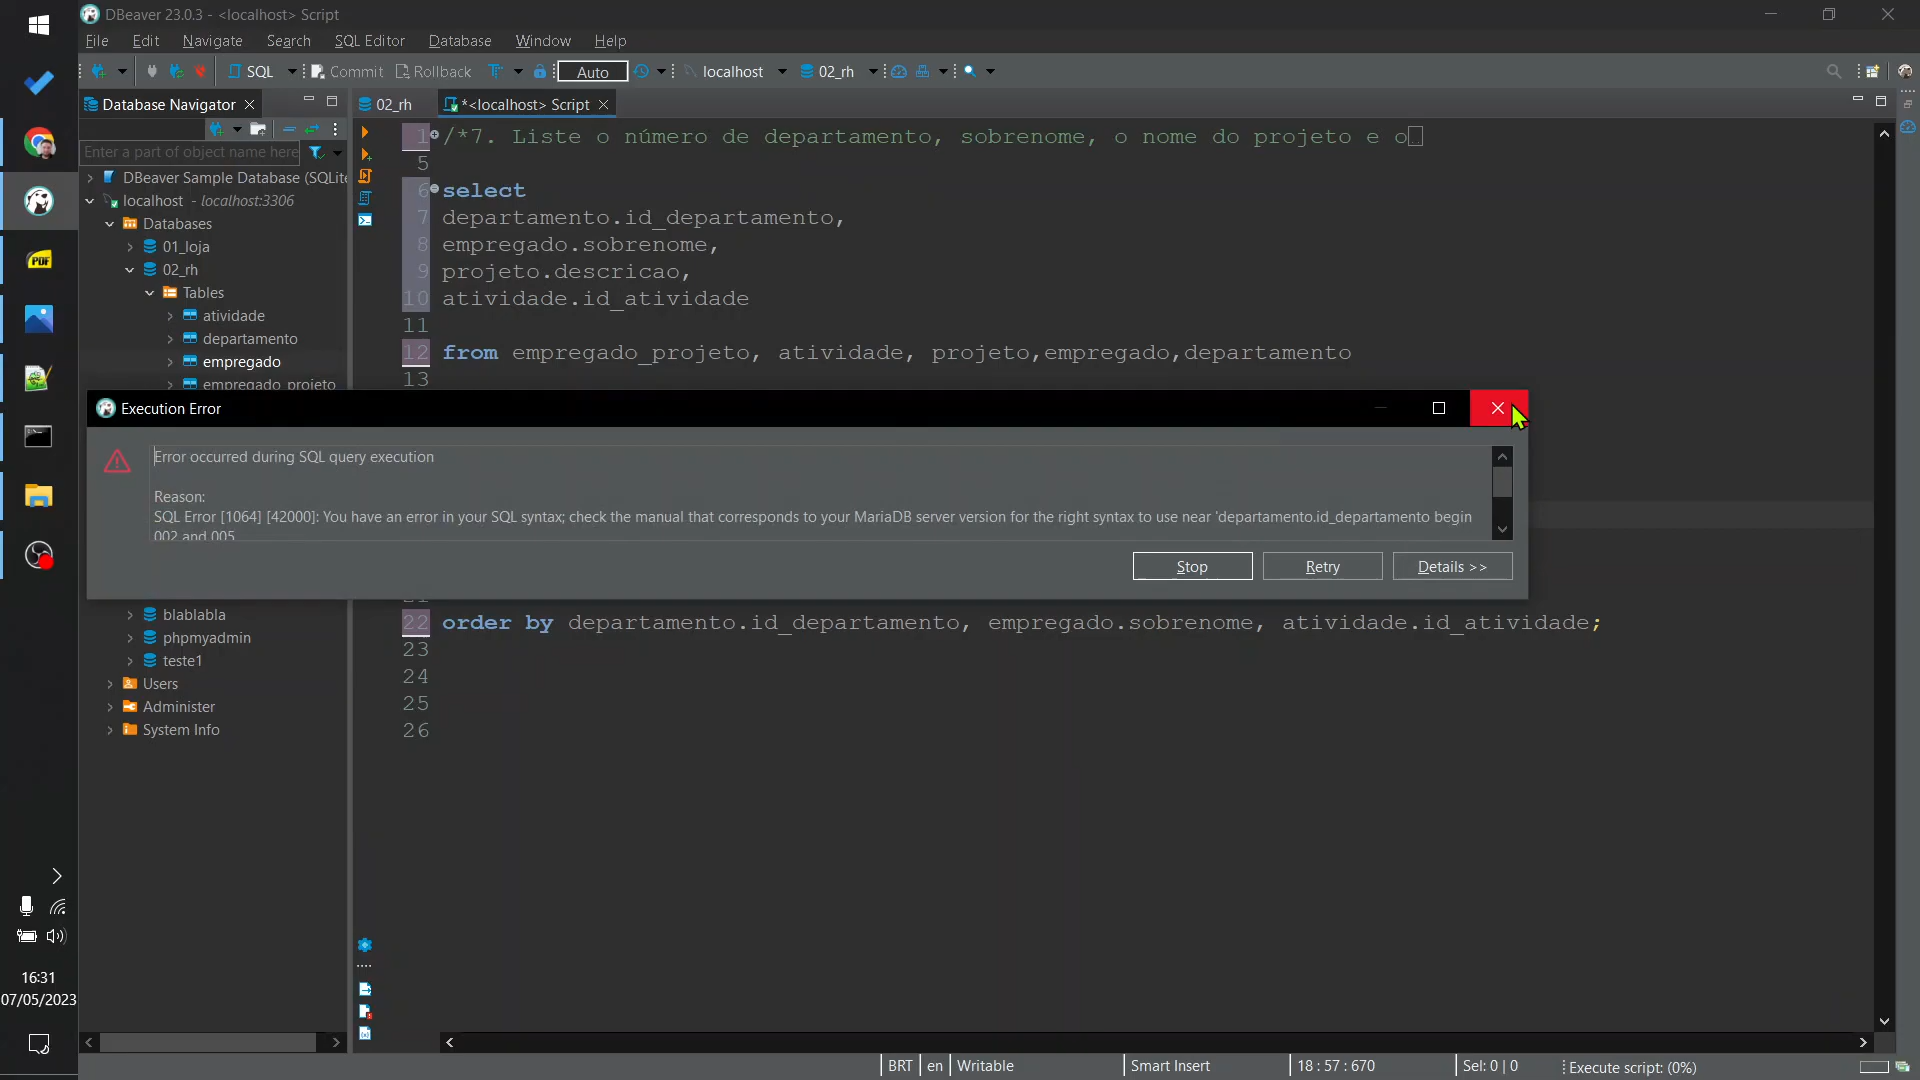 DBeaver 23.0.3 - <localhost> Script
File Edit Navigate Search SQL Editor Database Window Help
SQL Commit Rollback Auto localhost 02_rh
Database Navigator
02_rh
*<localhost> Script
Enter a part of object name here
DBeaver Sample Database (SQLite
localhost - localhost:3306
Databases
01_loja
02_rh
Tables
atividade
departamento
empregado
empregado_projeto
1 /*7. Liste o número de departamento, sobrenome, o nome do projeto e o
5
6 select
7 departamento.id_departamento,
8 empregado.sobrenome,
9 projeto.descricao,
10 atividade.id_atividade
11
12 from empregado_projeto, atividade, projeto,empregado,departamento
13
Execution Error
Error occurred during SQL query execution
Reason:
SQL Error [1064] [42000]: You have an error in your SQL syntax; check the manual that corresponds to your MariaDB server version for the right syntax to use near 'departamento.id_departamento begin
002 and 005
Stop Retry Details >>
22 order by departamento.id_departamento, empregado.sobrenome, atividade.id_atividade;
23
24
25
26
blablabla
phpmyadmin
teste1
Users
Administer
System Info
PDF
16:31
07/05/2023
BRT en Writable Smart Insert 18 : 57 : 670 Sel: 0 | 0 Execute script: (0%)